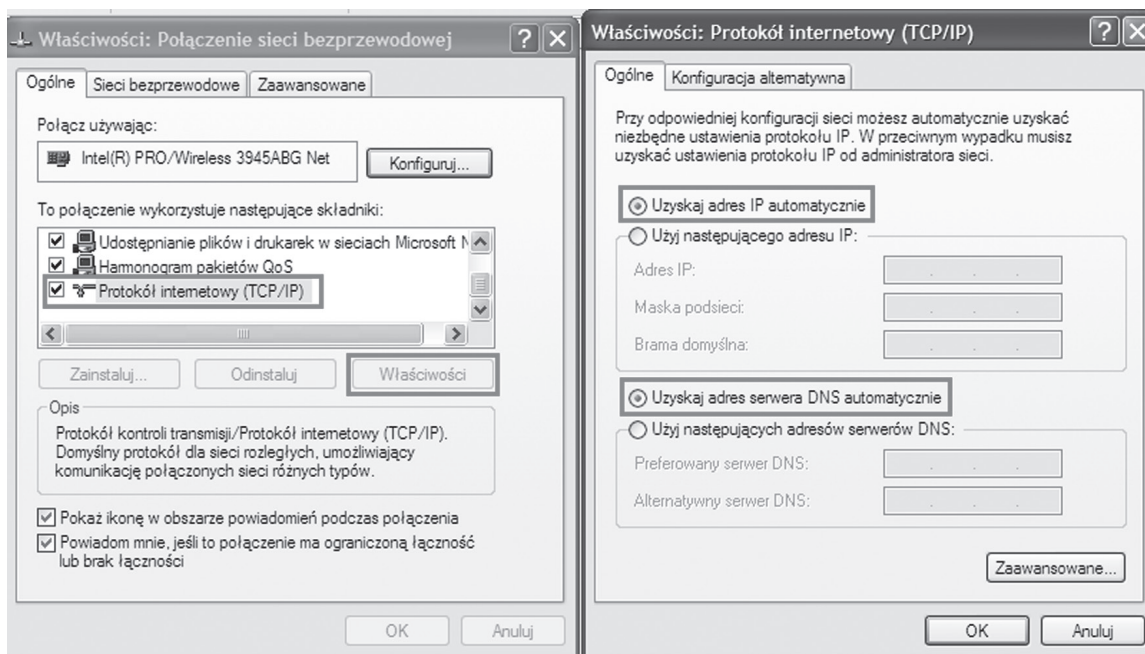 Właściwości: Połączenie sieci bezprzewodowej
Ogólne
Sieci bezprzewodowe
Zaawansowane
Połącz używając:
Intel(R) PRO/Wireless 3945ABG Net
Konfiguruj...
To połączenie wykorzystuje następujące składniki:
Udostępnianie plików i drukarek w sieciach Microsoft N
Harmonogram pakietów QoS
Protokół internetowy (TCP/IP)
Zainstaluj...
Odinstaluj
Właściwości
Opis
Protokół kontroli transmisji/Protokół internetowy (TCP/IP).
Domyślny protokół dla sieci rozległych, umożliwiający
komunikację połączonych sieci różnych typów.
Pokaż ikonę w obszarze powiadomień podczas połączenia
Powiadom mnie, jeśli to połączenie ma ograniczoną łączność
lub brak łączności
OK
Anuluj
Właściwości: Protokół internetowy (TCP/IP)
Ogólne
Konfiguracja alternatywna
Przy odpowiedniej konfiguracji sieci możesz automatycznie uzyskać
niezbędne ustawienia protokołu IP. W przeciwnym wypadku musisz
uzyskać ustawienia protokołu IP od administratora sieci.
Uzyskaj adres IP automatycznie
Użyj następującego adresu IP:
Adres IP:
Maska podsieci:
Brama domyślna:
Uzyskaj adres serwera DNS automatycznie
Użyj następujących adresów serwerów DNS:
Preferowany serwer DNS:
Alternatywny serwer DNS:
Zaawansowane...
OK
Anuluj